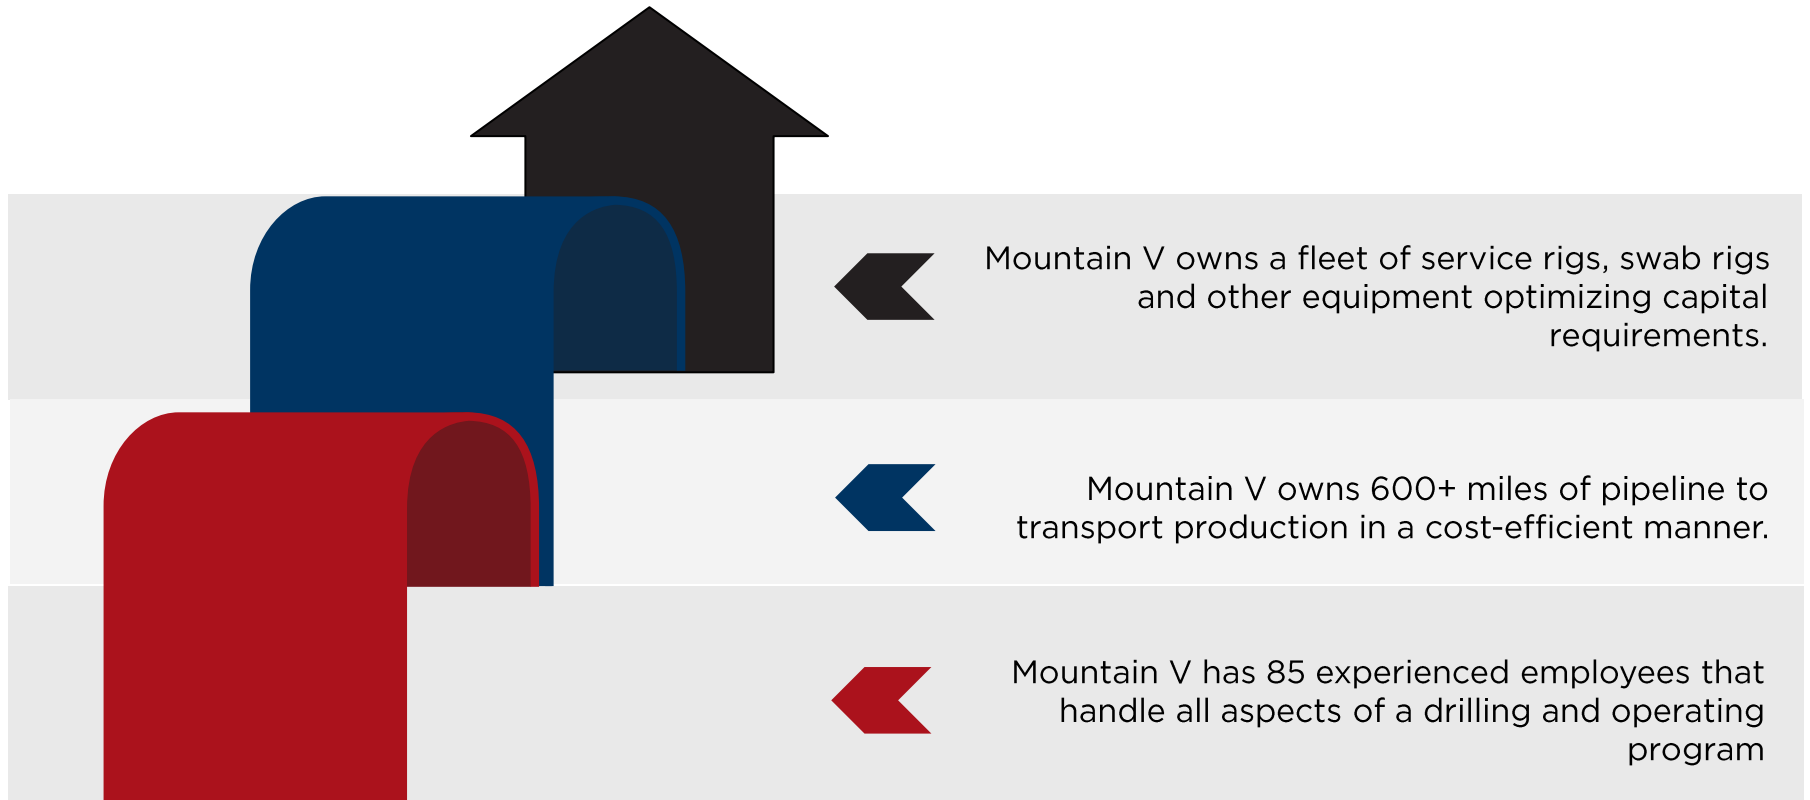 Mountain V owns a fleet of service rigs, swab rigs
and other equipment optimizing capital
requirements.
Mountain V owns 600+ miles of pipeline to
transport production in a cost-efficient manner.
Mountain V has 85 experienced employees that
handle all aspects of a drilling and operating
program